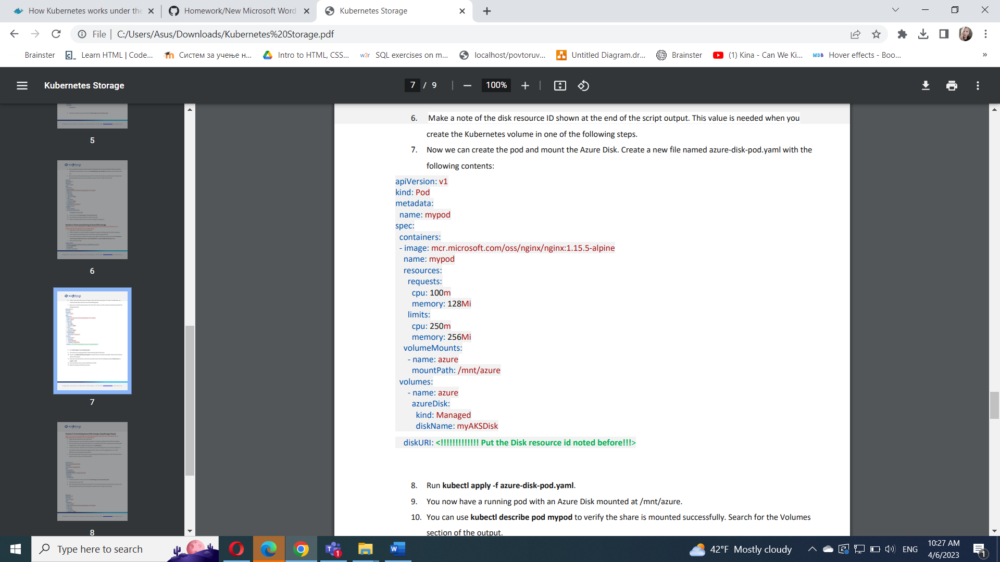 How Kubernetes works under the
Homework/New Microsoft Word
Kubernetes Storage
File | C:/Users/Asus/Downloads/Kubernetes%20Storage.pdf
Brainster
Learn HTML | Code...
Систем за учење н...
Intro to HTML, CSS...
w3r SQL exercises on m...
localhost/povtoruv...
Untitled Diagram.dr...
Brainster
(1) Kina - Can We Ki...
MDB Hover effects - Boo...
»
Kubernetes Storage
7 / 9
100%
5
6
7
8
6. Make a note of the disk resource ID shown at the end of the script output. This value is needed when you
create the Kubernetes volume in one of the following steps.
7. Now we can create the pod and mount the Azure Disk. Create a new file named azure-disk-pod.yaml with the
following contents:
apiVersion: v1
kind: Pod
metadata:
name: mypod
spec:
containers:
- image: mcr.microsoft.com/oss/nginx/nginx:1.15.5-alpine
name: mypod
resources:
requests:
cpu: 100m
memory: 128Mi
limits:
cpu: 250m
memory: 256Mi
volumeMounts:
- name: azure
mountPath: /mnt/azure
volumes:
- name: azure
azureDisk:
kind: Managed
diskName: myAKSDisk
diskURI: <!!!!!!!!!!!!! Put the Disk resource id noted before!!!>
8. Run kubectl apply -f azure-disk-pod.yaml.
9. You now have a running pod with an Azure Disk mounted at /mnt/azure.
10. You can use kubectl describe pod mypod to verify the share is mounted successfully. Search for the Volumes
section of the output.
Type here to search
1
42°F Mostly cloudy
ENG
10:27 AM
4/6/2023
1